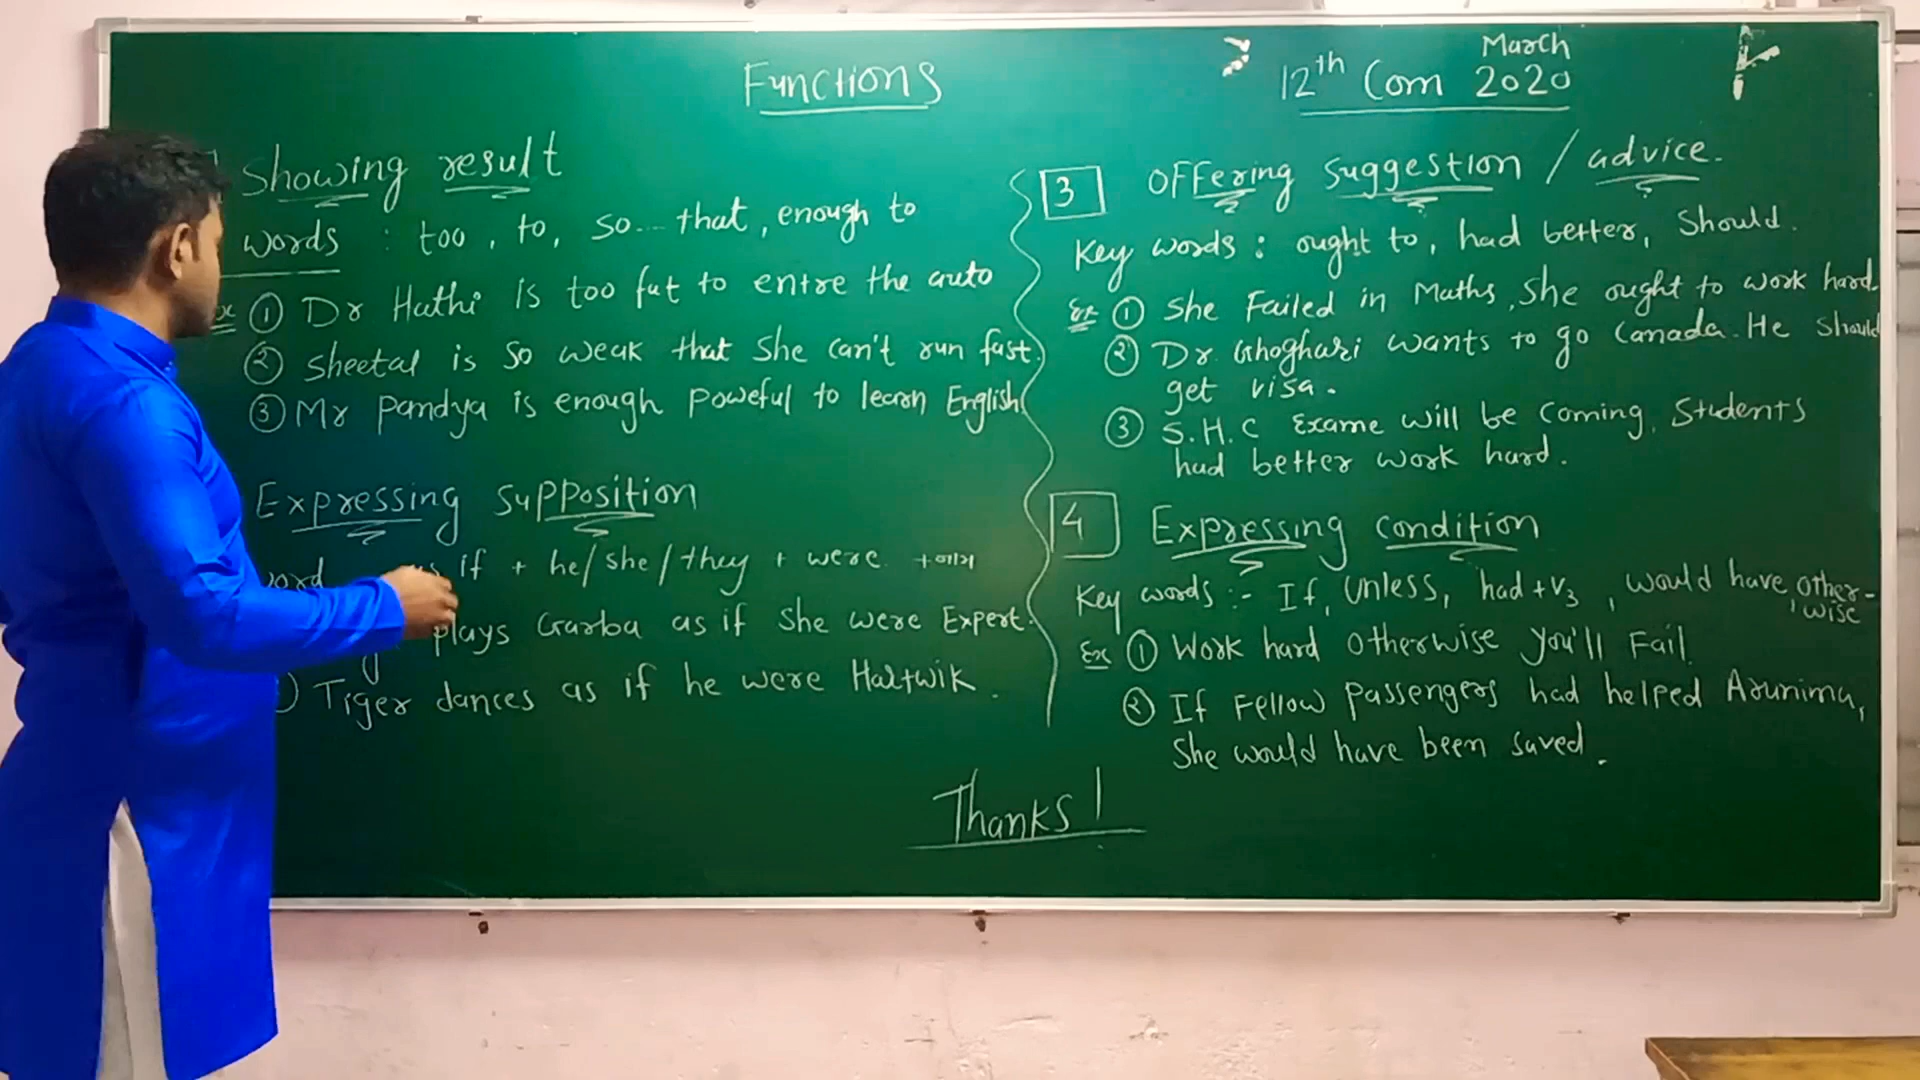 Functions
12th Com March 2020
Showing result
words : too, to, so... that, enough to
Ex ① Dr Hathi is too fat to entre the auto
② Sheetal is so weak that she can't run fast.
③ Mr Pandya is enough poweful to learn English.
Expressing supposition
word if + he/she/they + were + નામ
plays Garba as if she were Expert.
Tiger dances as if he were Haltwik.
3 Offering suggestion / advice.
Key words : ought to, had better, Should.
Ex ① She Failed in Maths, She ought to work hard.
② Dr Ghoghari wants to go Canada. He should
get visa.
③ S.H.C Exame will be coming, Students
had better work hard.
4 Expressing condition
Key words :- If, Unless, had+V3, would have, other-
wise
Ex ① Work hard otherwise you'll Fail.
② If Fellow passengers had helped Arunima,
She would have been saved.
Thanks!